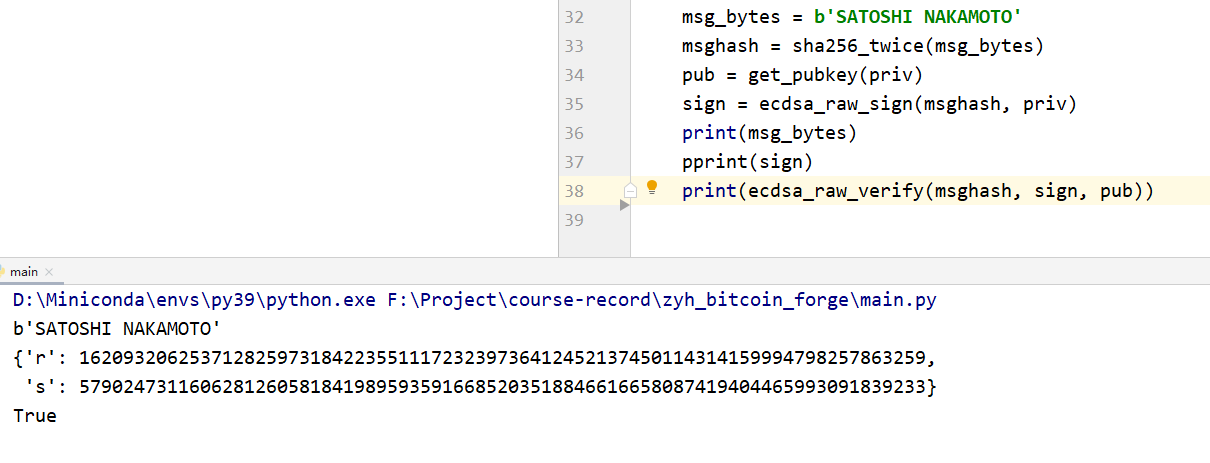 32 msg_bytes = b'SATOSHI NAKAMOTO'
33 msghash = sha256_twice(msg_bytes)
34 pub = get_pubkey(priv)
35 sign = ecdsa_raw_sign(msghash, priv)
36 print(msg_bytes)
37 pprint(sign)
38 print(ecdsa_raw_verify(msghash, sign, pub))
39
main ×
D:\Miniconda\envs\py39\python.exe F:\Project\course-record\zyh_bitcoin_forge\main.py
b'SATOSHI NAKAMOTO'
{'r': 16209320625371282597318422355111723239736412452137450114314159994798257863259,
 's': 57902473116062812605818419895935916685203518846616658087419404465993091839233}
True